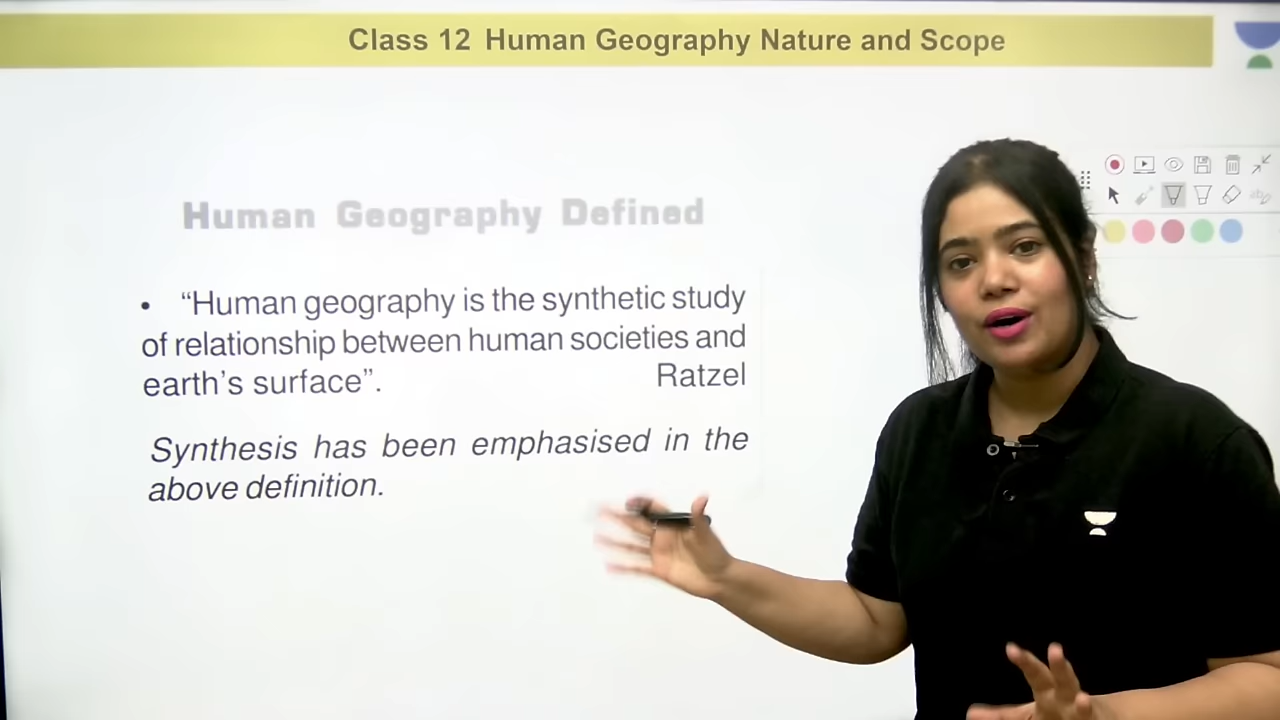 Class 12 Human Geography Nature and Scope
Human Geography Defined
• “Human geography is the synthetic study
of relationship between human societies and
earth’s surface”. Ratzel
Synthesis has been emphasised in the
above definition.